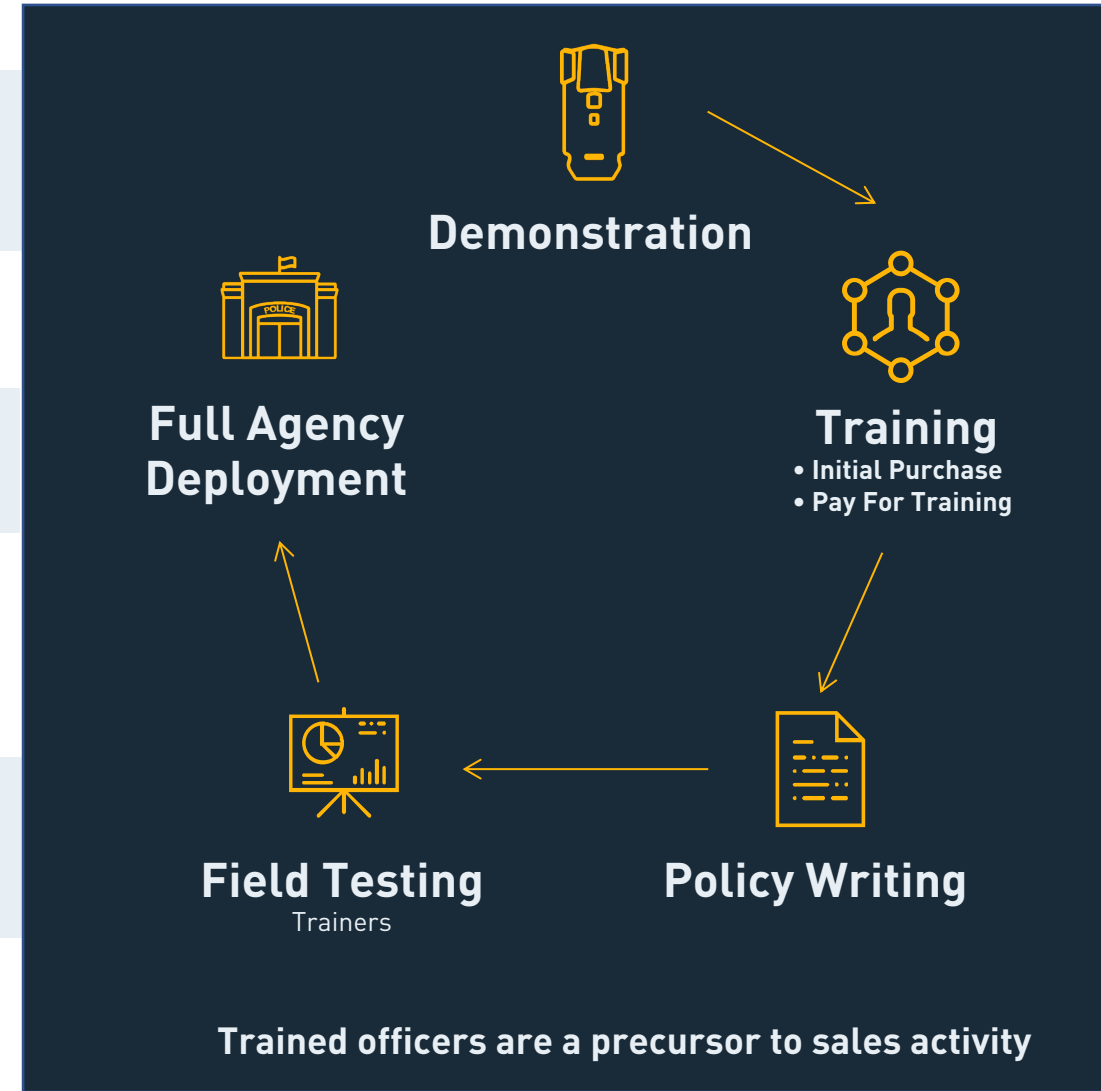 Demonstration
Training
• Initial Purchase
• Pay For Training
Policy Writing
Field Testing
Trainers
POLICE
Full Agency
Deployment
Trained officers are a precursor to sales activity